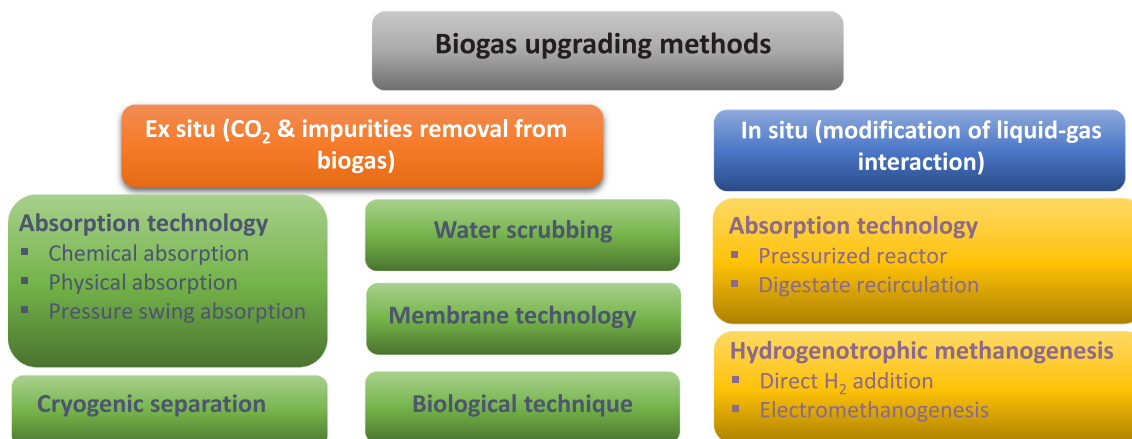 Biogas upgrading methods
Ex situ (CO₂ & impurities removal from
biogas)
Absorption technology
▪ Chemical absorption
▪ Physical absorption
▪ Pressure swing absorption
Cryogenic separation
Water scrubbing
Membrane technology
Biological technique
In situ (modification of liquid-gas
interaction)
Absorption technology
▪ Pressurized reactor
▪ Digestate recirculation
Hydrogenotrophic methanogenesis
▪ Direct H₂ addition
▪ Electromethanogenesis